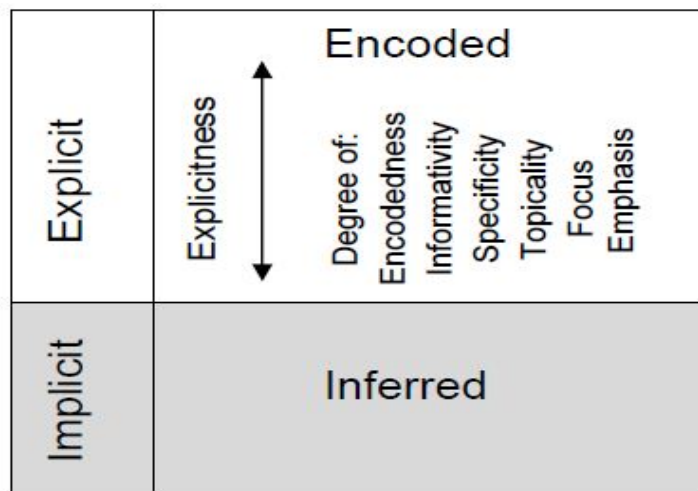 Explicit
Explicitness
Encoded
Degree of:
Encodedness
Informativity
Specificity
Topicality
Focus
Emphasis
Implicit
Inferred